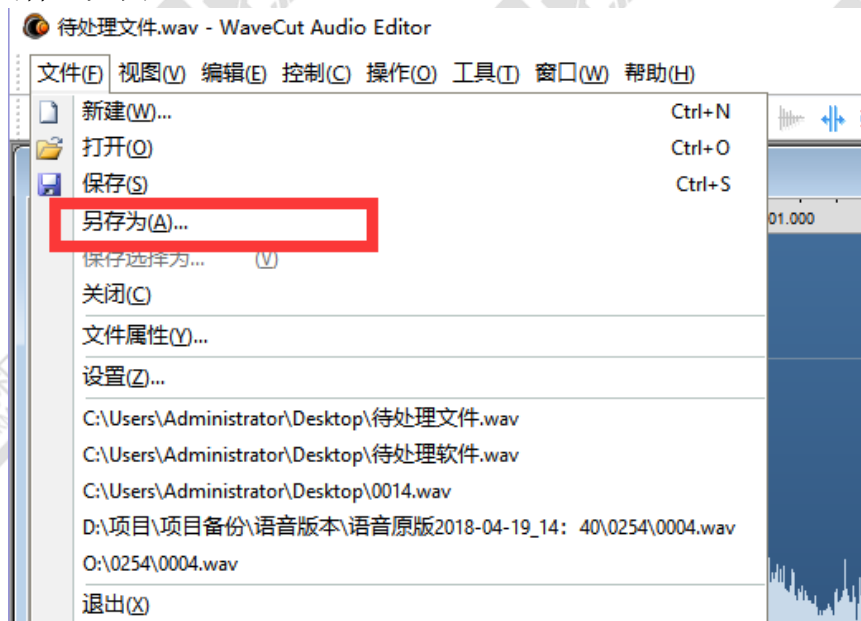 待处理文件.wav - WaveCut Audio Editor
文件(F) 视图(V) 编辑(E) 控制(C) 操作(O) 工具(T) 窗口(W) 帮助(H)
新建(W)... Ctrl+N
打开(O) Ctrl+O
保存(S) Ctrl+S
另存为(A)...
01.000
保存选择为... (V)
关闭(C)
文件属性(Y)...
设置(Z)...
C:\Users\Administrator\Desktop\待处理文件.wav
C:\Users\Administrator\Desktop\待处理软件.wav
C:\Users\Administrator\Desktop\0014.wav
D:\项目\项目备份\语音版本\语音原版2018-04-19_14：40\0254\0004.wav
O:\0254\0004.wav
退出(X)